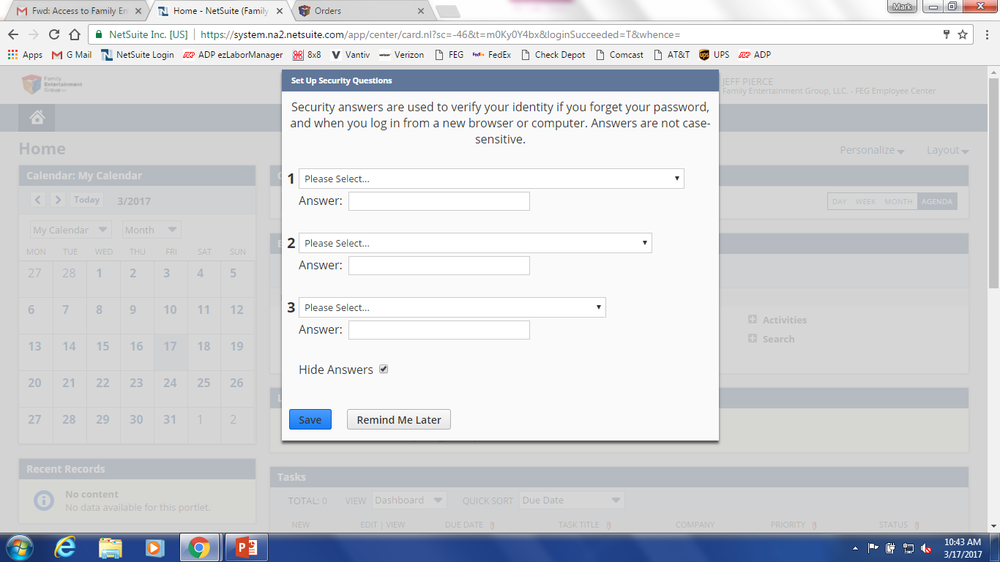 Fwd: Access to Family En
Home - NetSuite (Family
Orders
Mark
NetSuite Inc. [US]
https://system.na2.netsuite.com/app/center/card.nl?sc=-46&t=m0Ky0Y4bx&loginSucceeded=T&whence=
Apps
G Mail
NetSuite Login
ADP ezLaborManager
8x8
Vantiv
Verizon
FEG
FedEx
Check Depot
Comcast
AT&T
UPS
ADP
Family
Entertainment
Group
JEFF PIERCE
Family Entertainment Group, LLC. - FEG Employee Center
Set Up Security Questions
Security answers are used to verify your identity if you forget your password,
and when you log in from a new browser or computer. Answers are not case-
sensitive.
1 Please Select...
Answer:
2 Please Select...
Answer:
3 Please Select...
Answer:
Hide Answers
Save Remind Me Later
Home
Personalize Layout
Calendar: My Calendar
Today 3/2017
DAY WEEK MONTH AGENDA
My Calendar Month
MON TUE WED THU FRI SAT SUN
27 28 1 2 3 4 5
6 7 8 9 10 11 12
13 14 15 16 17 18 19
20 21 22 23 24 25 26
27 28 29 30 31 1 2
Activities
Search
Recent Records
No content
No data available for this portlet.
Tasks
TOTAL: 0 VIEW Dashboard QUICK SORT Due Date
NEW EDIT | VIEW DUE DATE TASK TITLE COMPANY PRIORITY STATUS
10:43 AM
3/17/2017